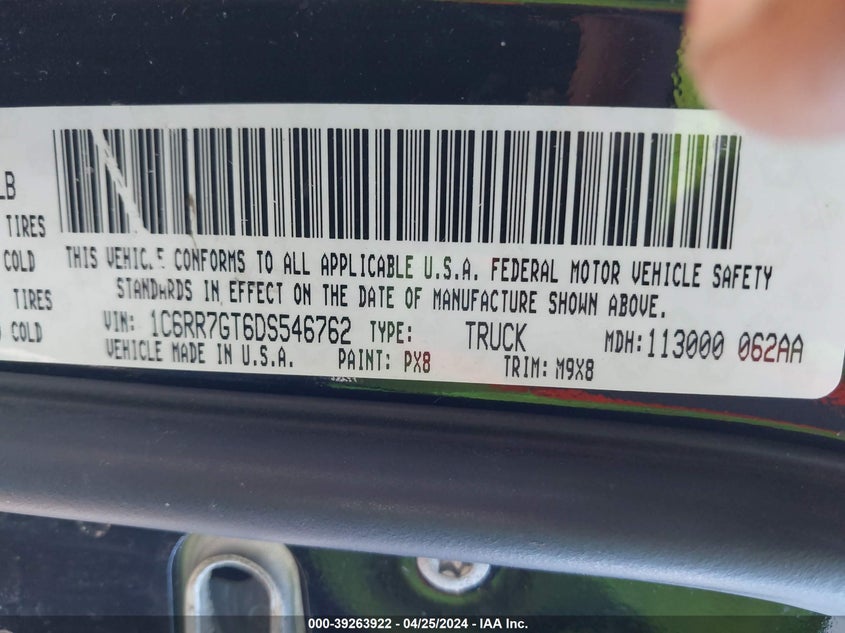 LB
TIRES
COLD
TIRES
COLD
THIS VEHICLE CONFORMS TO ALL APPLICABLE U.S.A. FEDERAL MOTOR VEHICLE SAFETY
STANDARDS IN EFFECT ON THE DATE OF MANUFACTURE SHOWN ABOVE.
VIN: 1C6RR7GT6DS546762 TYPE: TRUCK MDH:113000 062AA
VEHICLE MADE IN U.S.A. PAINT: PX8 TRIM: M9X8
000-39263922 - 04/25/2024 - IAA Inc.